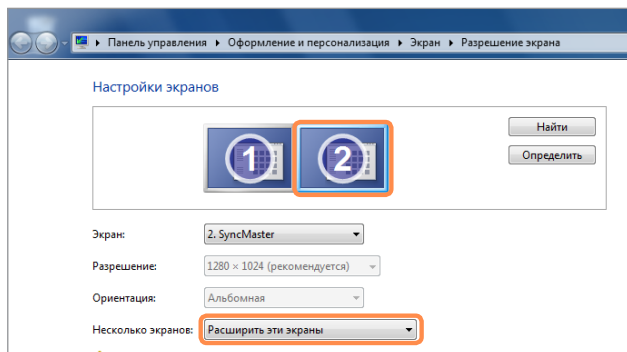 Панель управления ▸ Оформление и персонализация ▸ Экран ▸ Разрешение экрана
Настройки экранов
1 2
Найти
Определить
Экран: 2. SyncMaster
Разрешение: 1280 × 1024 (рекомендуется)
Ориентация: Альбомная
Несколько экранов: Расширить эти экраны